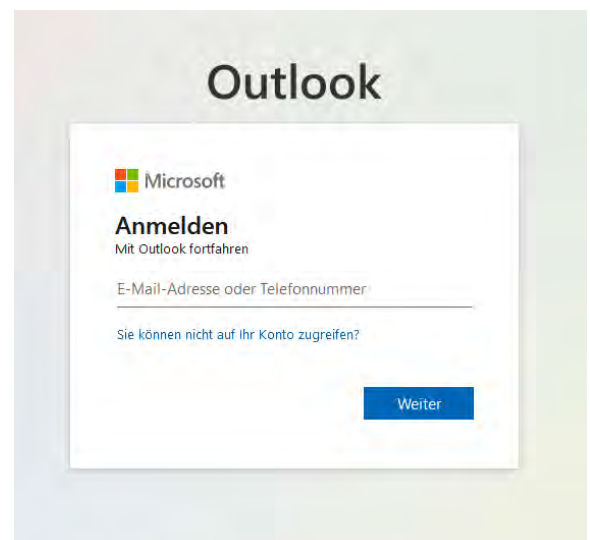 Outlook
Microsoft
Anmelden
Mit Outlook fortfahren
E-Mail-Adresse oder Telefonnummer
Sie können nicht auf Ihr Konto zugreifen?
Weiter